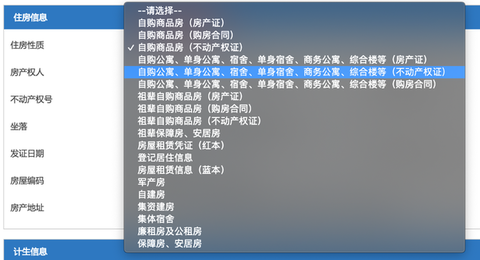 住房信息
住房性质
房产权人
不动产权号
坐落
发证日期
房屋编码
房产地址
计生信息
--请选择--
自购商品房（房产证）
自购商品房（购房合同）
✓ 自购商品房（不动产权证）
自购公寓、单身公寓、宿舍、单身宿舍、商务公寓、综合楼等（房产证）
自购公寓、单身公寓、宿舍、单身宿舍、商务公寓、综合楼等（不动产权证）
自购公寓、单身公寓、宿舍、单身宿舍、商务公寓、综合楼等（购房合同）
祖辈自购商品房（房产证）
祖辈自购商品房（购房合同）
祖辈自购商品房（不动产权证）
祖辈保障房、安居房
房屋租赁凭证（红本）
登记居住信息
房屋租赁信息（蓝本）
军产房
自建房
集资建房
集体宿舍
廉租房及公租房
保障房、安居房